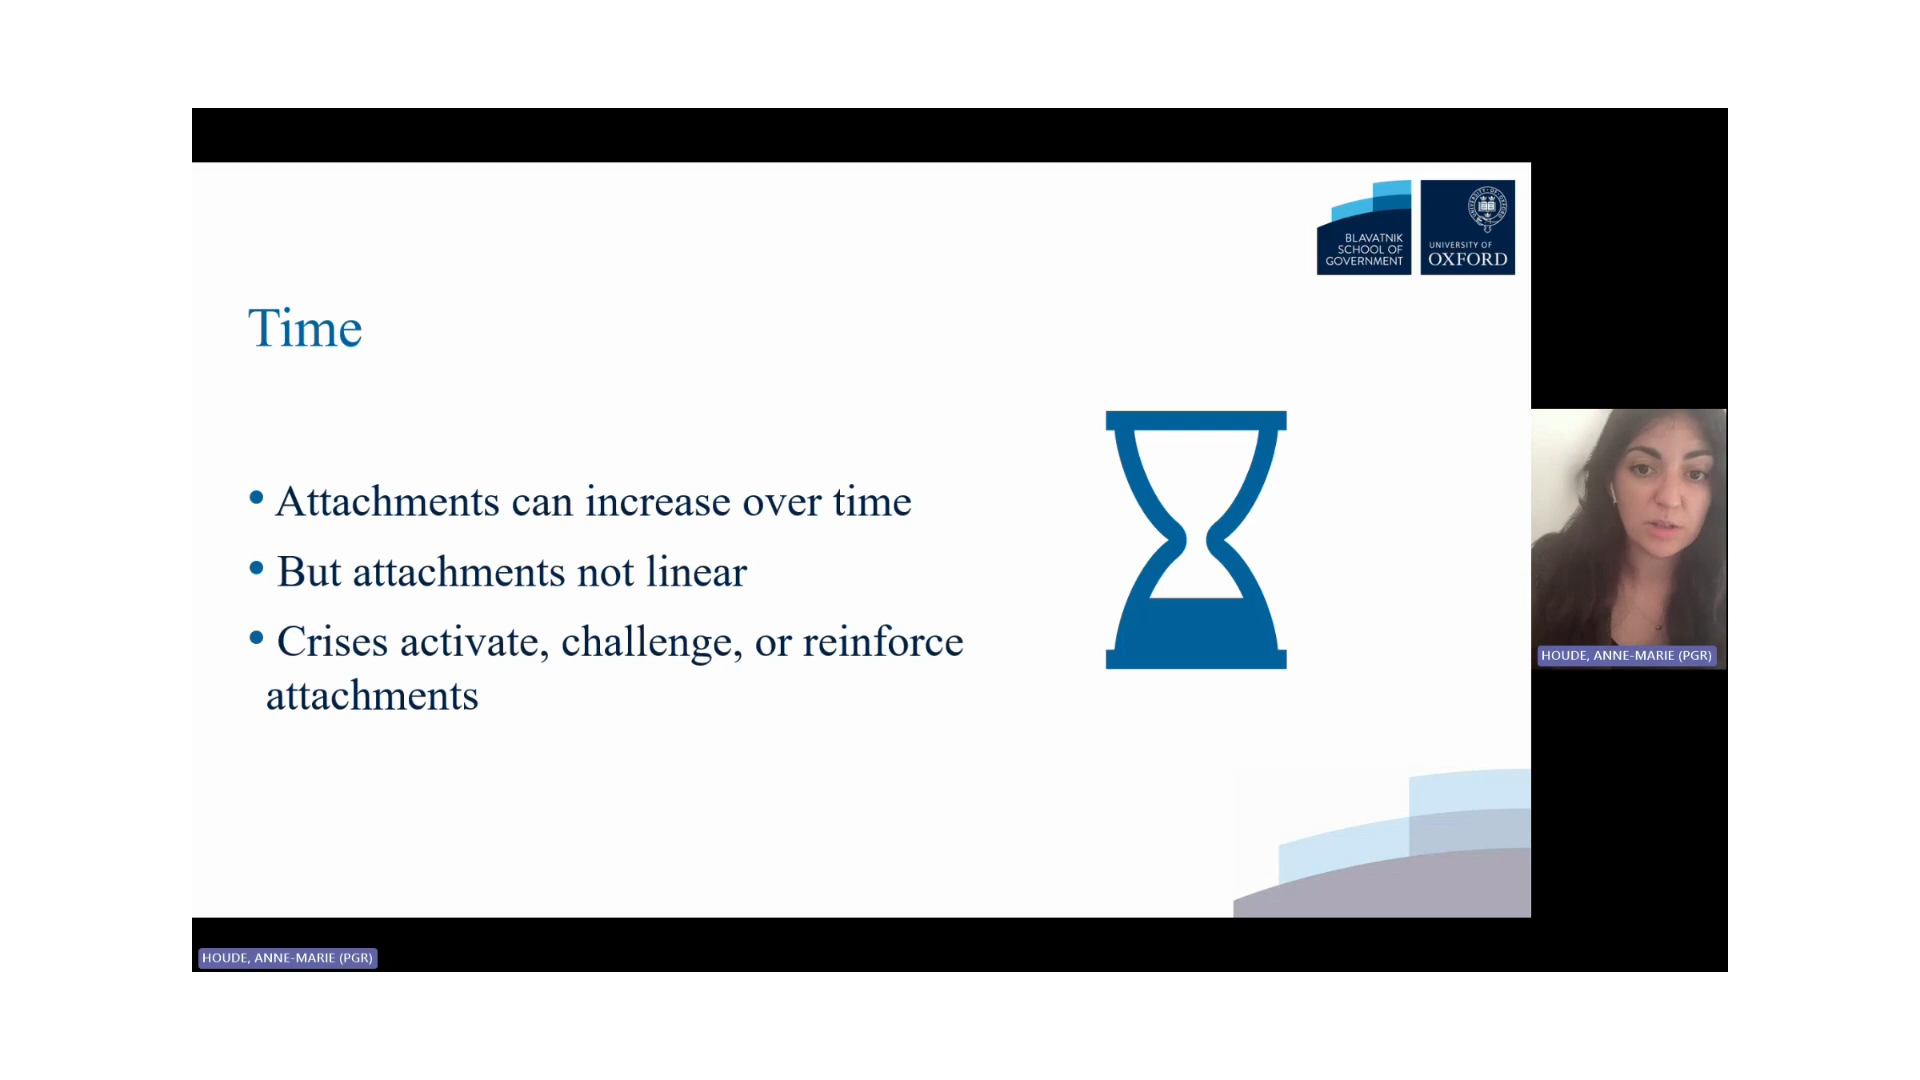 BLAVATNIK
SCHOOL OF
GOVERNMENT
UNIVERSITY OF
OXFORD
Time
• Attachments can increase over time
• But attachments not linear
• Crises activate, challenge, or reinforce
attachments
HOUDE, ANNE-MARIE (PGR)
HOUDE, ANNE-MARIE (PGR)